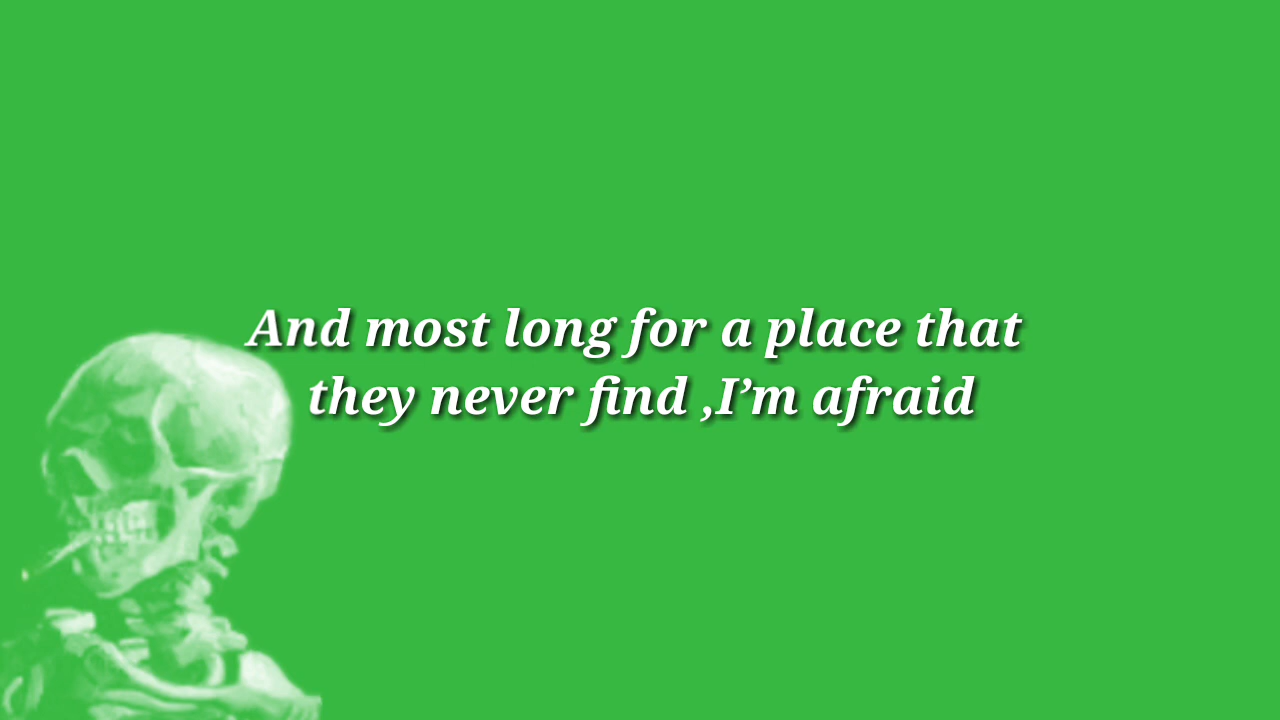 And most long for a place that
they never find ,I’m afraid